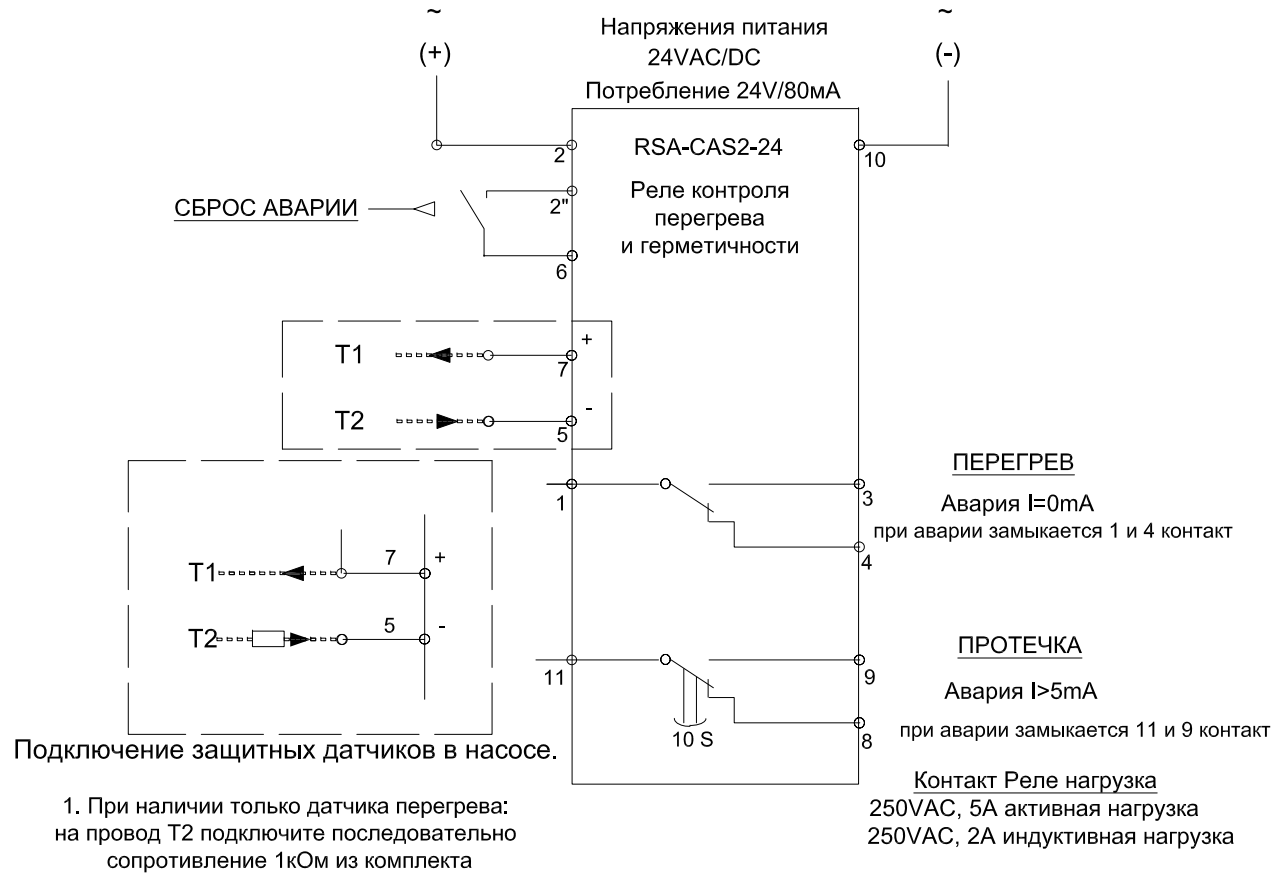 ~
~
Напряжения питания
(+)
24VAC/DC
(-)
Потребление 24V/80мА
2
RSA-CAS2-24
10
СБРОС АВАРИИ
2"
Реле контроля
перегрева
и герметичности
6
T1
+
7
T2
-
5
1
3
ПЕРЕГРЕВ
Авария I=0mA
при аварии замыкается 1 и 4 контакт
4
T1
7
+
T2
5
-
11
9
ПРОТЕЧКА
Авария I>5mA
10 S
8
при аварии замыкается 11 и 9 контакт
Подключение защитных датчиков в насосе.
Контакт Реле нагрузка
250VAC, 5A активная нагрузка
250VAC, 2A индуктивная нагрузка
1. При наличии только датчика перегрева:
на провод Т2 подключите последовательно
сопротивление 1кОм из комплекта